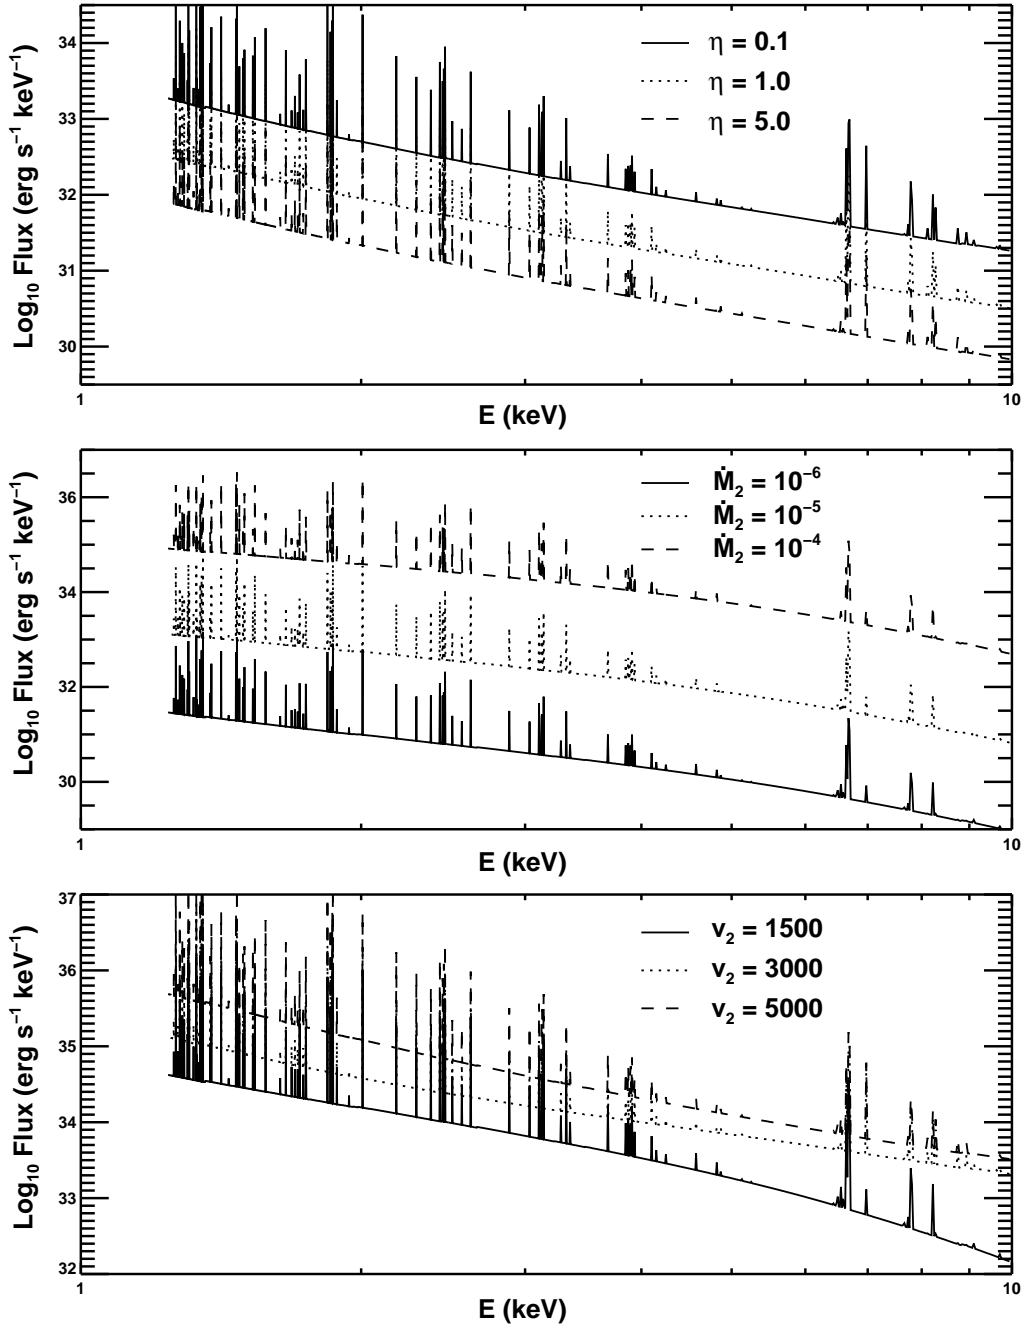 34
33
32
31
30
Log₁₀ Flux (erg s⁻¹ keV⁻¹)
η = 0.1
η = 1.0
η = 5.0
1
10
E (keV)
36
34
32
30
Log₁₀ Flux (erg s⁻¹ keV⁻¹)
Ṁ₂ = 10⁻⁶
Ṁ₂ = 10⁻⁵
Ṁ₂ = 10⁻⁴
1
10
E (keV)
37
36
35
34
33
32
Log₁₀ Flux (erg s⁻¹ keV⁻¹)
v₂ = 1500
v₂ = 3000
v₂ = 5000
1
10
E (keV)